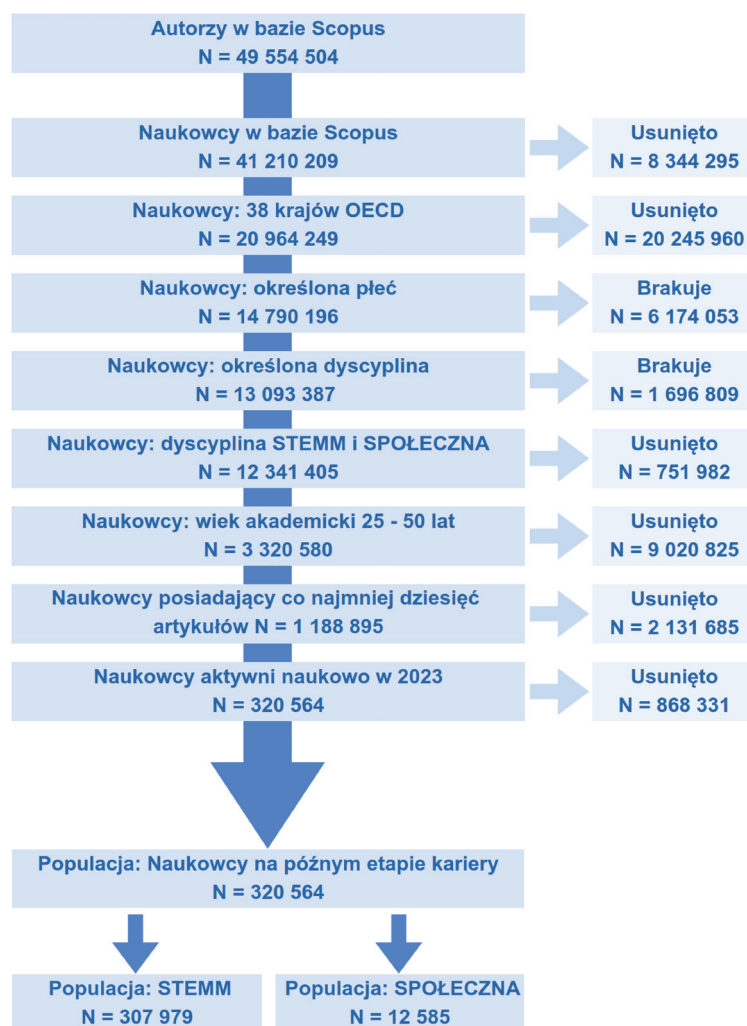 Autorzy w bazie Scopus
N = 49 554 504
Naukowcy w bazie Scopus
N = 41 210 209
Usunięto
N = 8 344 295
Naukowcy: 38 krajów OECD
N = 20 964 249
Usunięto
N = 20 245 960
Naukowcy: określona płeć
N = 14 790 196
Brakuje
N = 6 174 053
Naukowcy: określona dyscyplina
N = 13 093 387
Brakuje
N = 1 696 809
Naukowcy: dyscyplina STEMM i SPOŁECZNA
N = 12 341 405
Usunięto
N = 751 982
Naukowcy: wiek akademicki 25 - 50 lat
N = 3 320 580
Usunięto
N = 9 020 825
Naukowcy posiadający co najmniej dziesięć
artykułów N = 1 188 895
Usunięto
N = 2 131 685
Naukowcy aktywni naukowo w 2023
N = 320 564
Usunięto
N = 868 331
Populacja: Naukowcy na późnym etapie kariery
N = 320 564
Populacja: STEMM
N = 307 979
Populacja: SPOŁECZNA
N = 12 585